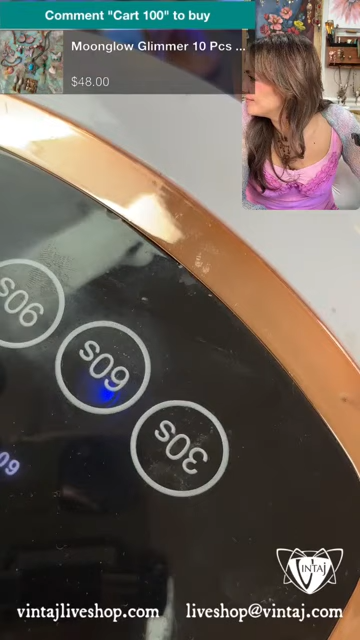 Comment "Cart 100" to buy
Moonglow Glimmer 10 Pcs ...
$48.00
90s
60s
30s
60
VINTAJ
vintajliveshop.com
liveshop@vintaj.com